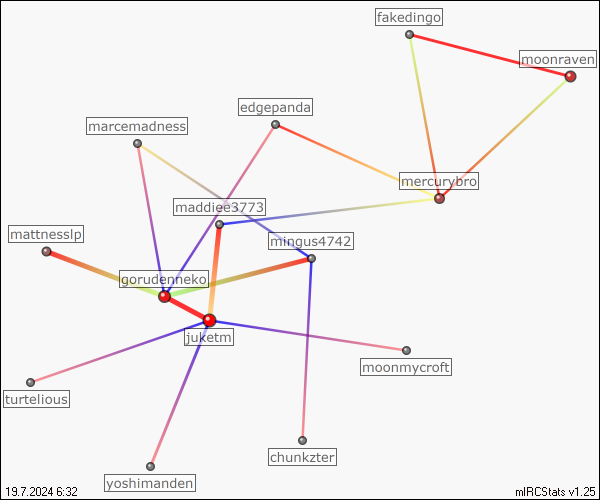 fakedingo
moonraven
edgepanda
marcemadness
mercurybro
maddiee3773
mattnesslp
mingus4742
gorudenneko
juketm
moonmycroft
turtelious
chunkzter
yoshimanden
19.7.2024 6:32
mIRCStats v1.25